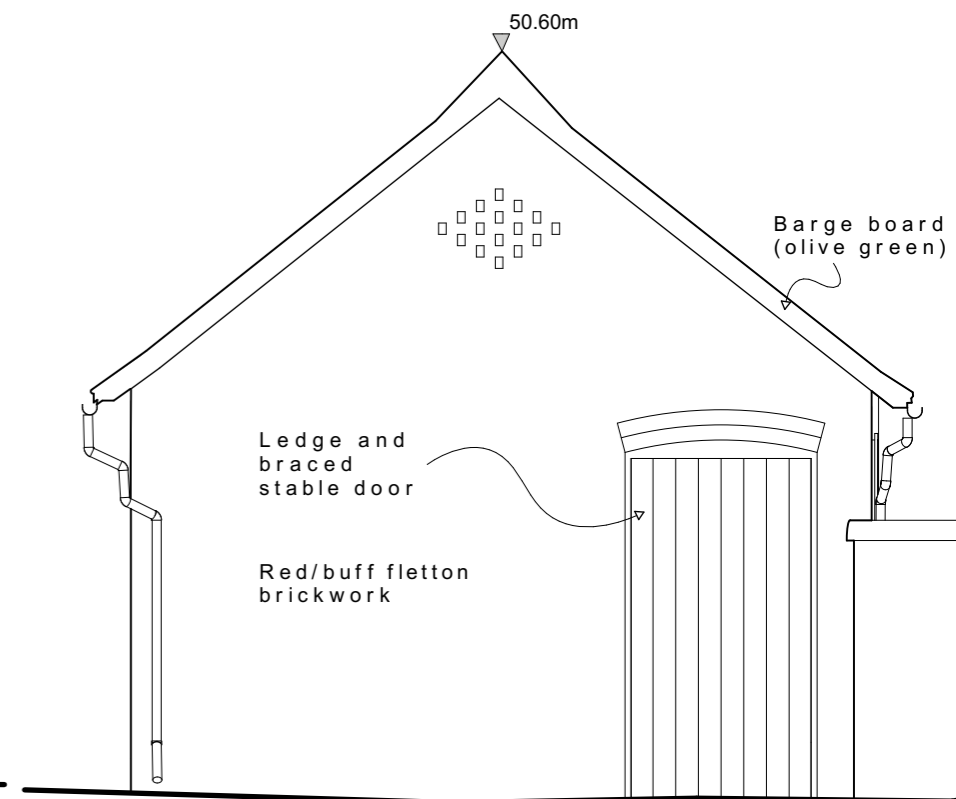 50.60m
Barge board
(olive green)
Ledge and
braced
stable door
Red/buff fletton
brickwork